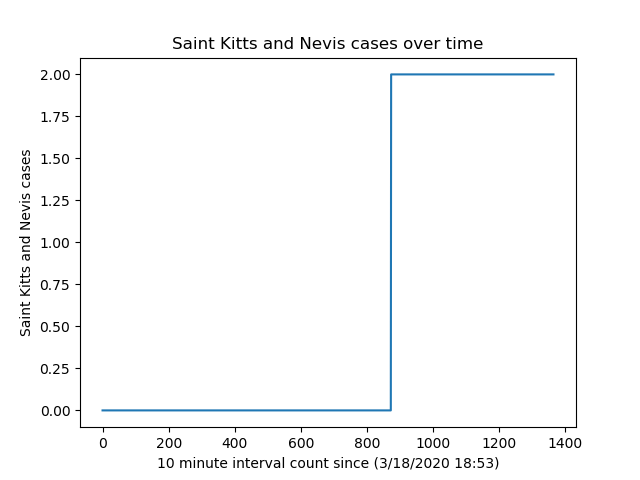 Saint Kitts and Nevis cases over time
Saint Kitts and Nevis cases
2.00
1.75
1.50
1.25
1.00
0.75
0.50
0.25
0.00
0 200 400 600 800 1000 1200 1400
10 minute interval count since (3/18/2020 18:53)